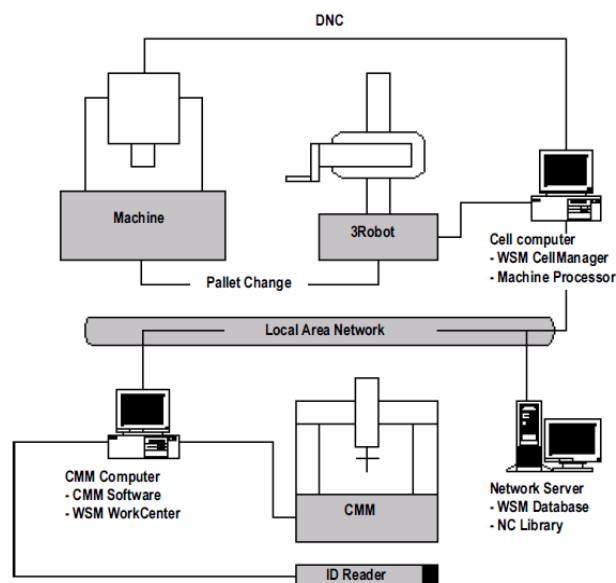 DNC
Machine
3Robot
Pallet Change
Cell computer
- WSM CellManager
- Machine Processor
Local Area Network
CMM Computer
- CMM Software
- WSM WorkCenter
CMM
Network Server
- WSM Database
- NC Library
ID Reader